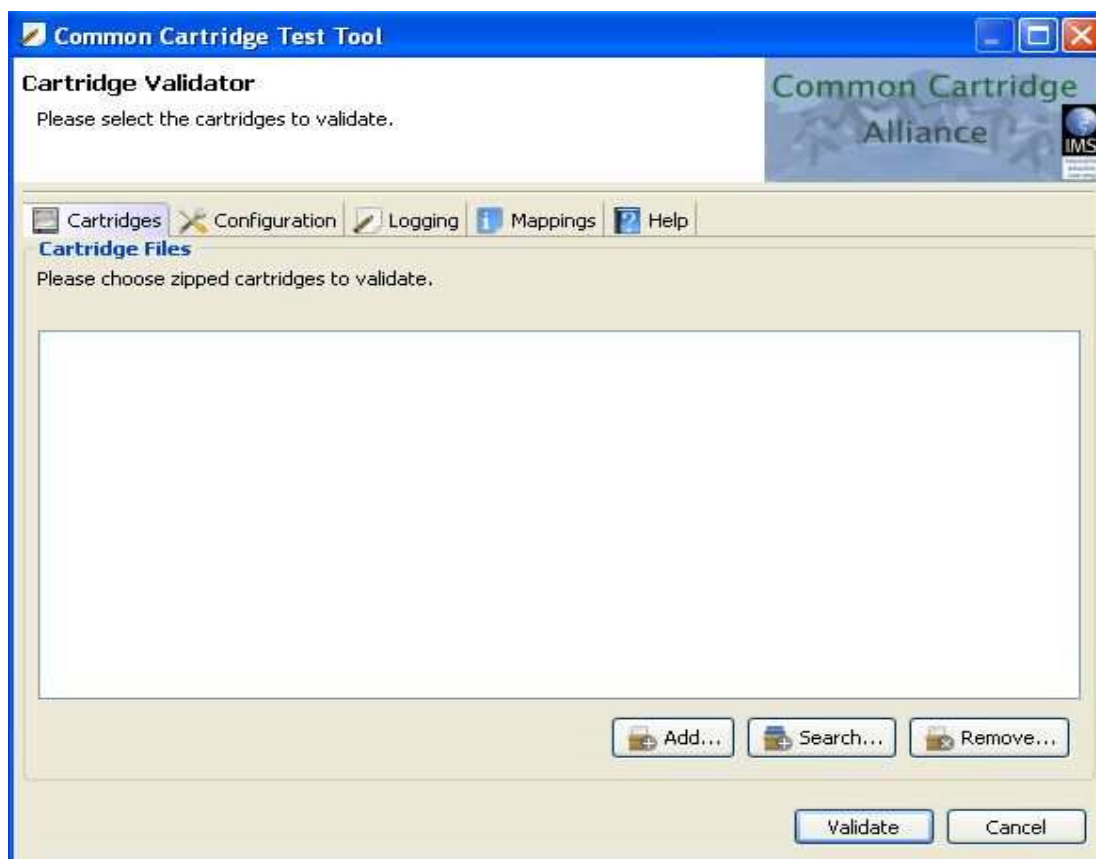 Common Cartridge Test Tool
Cartridge Validator
Please select the cartridges to validate.
Common Cartridge
Alliance
IMS
Cartridges Configuration Logging Mappings Help
Cartridge Files
Please choose zipped cartridges to validate.
Add... Search... Remove...
Validate Cancel